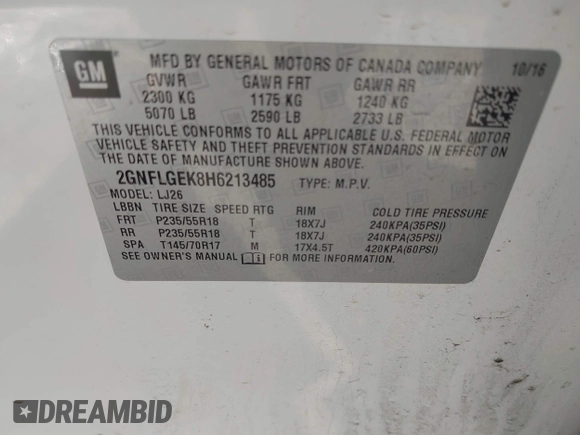 GM
MFD BY GENERAL MOTORS OF CANADA COMPANY 10/16
GVWR GAWR FRT GAWR RR
2300 KG 1175 KG 1240 KG
5070 LB 2590 LB 2733 LB
THIS VEHICLE CONFORMS TO ALL APPLICABLE U.S. FEDERAL MOTOR
VEHICLE SAFETY AND THEFT PREVENTION STANDARDS IN EFFECT ON
THE DATE OF MANUFACTURE SHOWN ABOVE.
2GNFLGEK8H6213485 TYPE: M.P.V.
MODEL: LJ26
LBBN TIRE SIZE SPEED RTG RIM COLD TIRE PRESSURE
FRT P235/55R18 T 18X7J 240KPA(35PSI)
RR P235/55R18 T 18X7J 240KPA(35PSI)
SPA T145/70R17 M 17X4.5T 420KPA(60PSI)
SEE OWNER'S MANUAL FOR MORE INFORMATION
DREAMBID